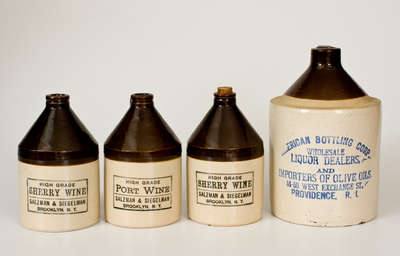 HIGH GRADE
SHERRY WINE
SALZMAN & SIEGELMAN
BROOKLYN, N.Y.
HIGH GRADE
PORT WINE
SALZMAN & SIEGELMAN
BROOKLYN, N.Y.
HIGH GRADE
SHERRY WINE
SALZMAN & SIEGELMAN
BROOKLYN, N.Y.
ERICAN BOTTLING CORP.
WHOLESALE
LIQUOR DEALERS,
AND
IMPORTERS OF OLIVE OILS.
WEST EXCHANGE ST.,
PROVIDENCE, R. I.